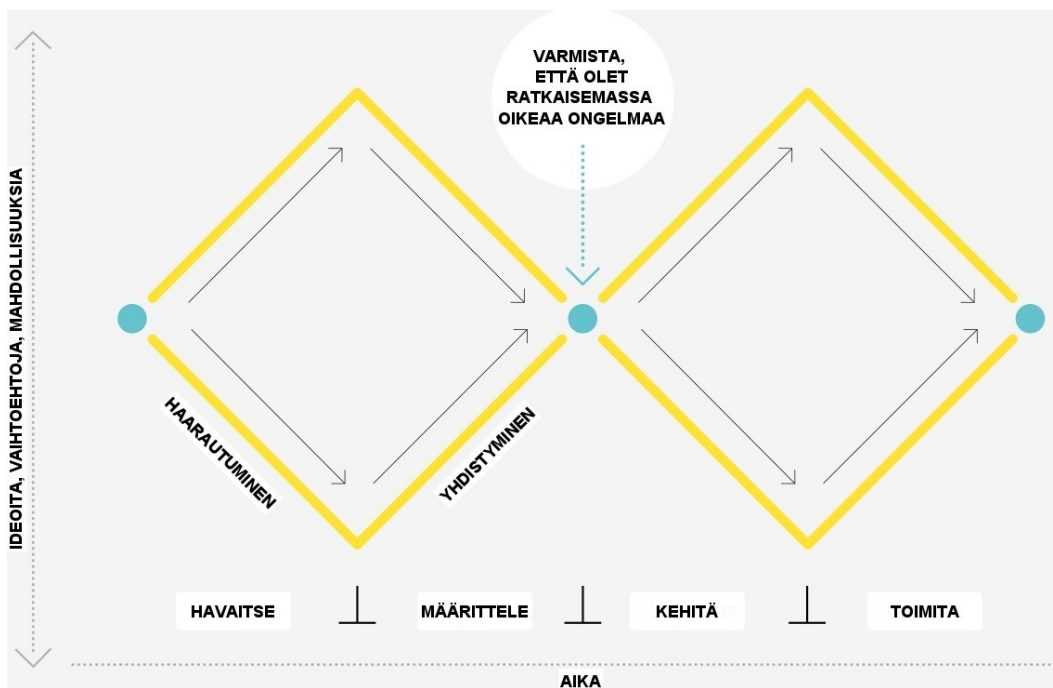 VARMISTA,
ETTÄ OLET
RATKAISEMASSA
OIKEAA ONGELMAA
IDEOITA, VAIHTOEHTOJA, MAHDOLLISUUKSIA
HAARAUTUMINEN
YHDISTYMINEN
HAVAITSE
MÄÄRITTELE
KEHITÄ
TOIMITA
AIKA